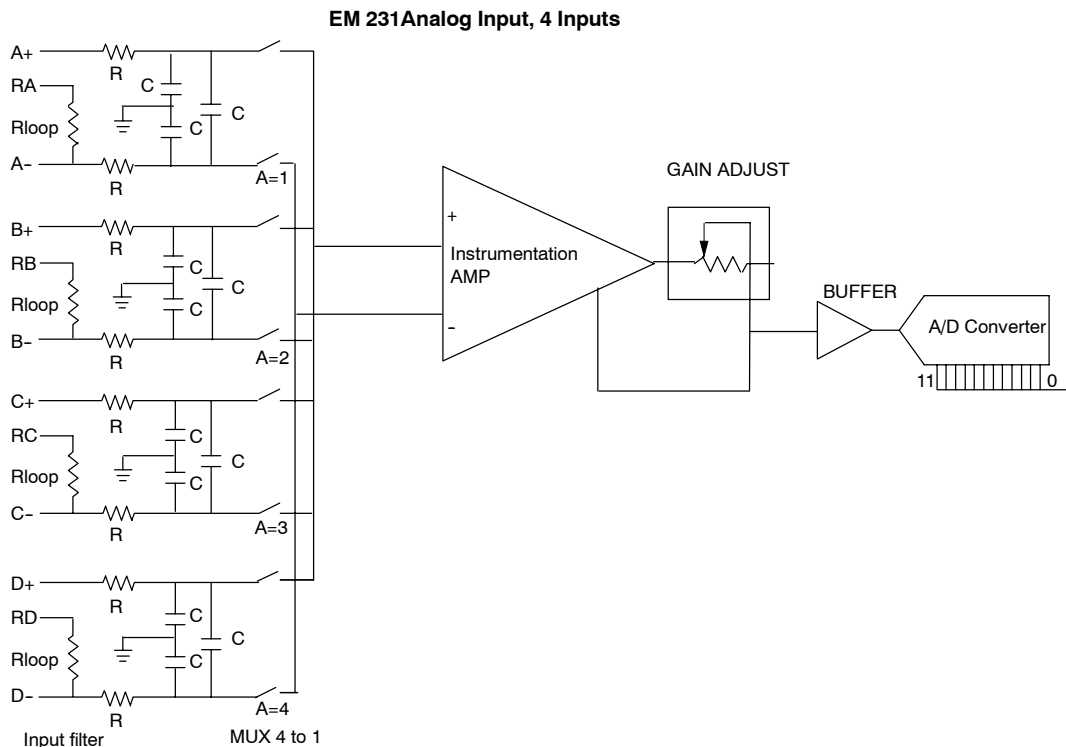 EM 231Analog Input, 4 Inputs
A+
R
RA
C
C
Rloop
C
A-
R
A=1
B+
R
RB
C
C
Rloop
C
B-
R
A=2
C+
R
RC
C
C
Rloop
C
C-
R
A=3
D+
R
RD
C
C
Rloop
C
D-
R
A=4
Input filter
MUX 4 to 1
+
Instrumentation
AMP
-
GAIN ADJUST
BUFFER
A/D Converter
11
0